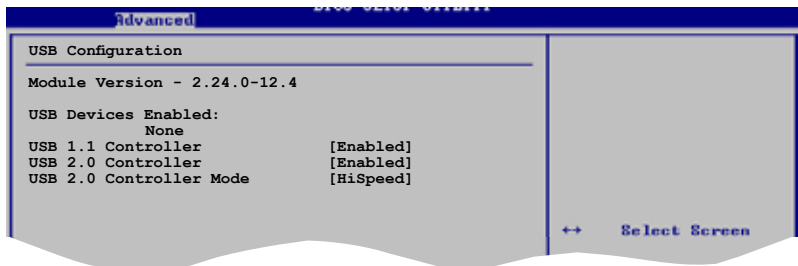 Advanced
USB Configuration
Module Version - 2.24.0-12.4
USB Devices Enabled:
None
USB 1.1 Controller [Enabled]
USB 2.0 Controller [Enabled]
USB 2.0 Controller Mode [HiSpeed]
↔ Select Screen